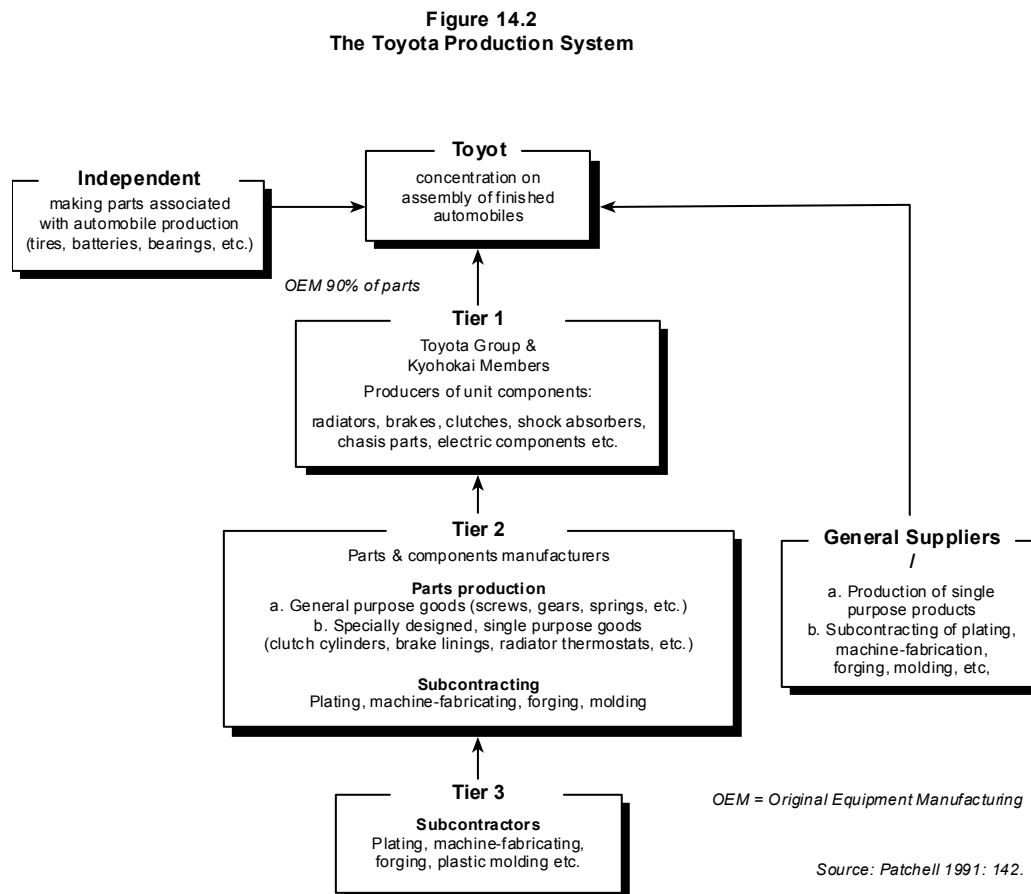 Figure 14.2
The Toyota Production System
Toyot
concentration on
assembly of finished
automobiles
Independent
making parts associated
with automobile production
(tires, batteries, bearings, etc.)
OEM 90% of parts
Tier 1
Toyota Group &
Kyohokai Members
Producers of unit components:
radiators, brakes, clutches, shock absorbers,
chasis parts, electric components etc.
Tier 2
Parts & components manufacturers
Parts production
a. General purpose goods (screws, gears, springs, etc.)
b. Specially designed, single purpose goods
(clutch cylinders, brake linings, radiator thermostats, etc.)
Subcontracting
Plating, machine-fabricating, forging, molding
General Suppliers
/
a. Production of single
purpose products
b. Subcontracting of plating,
machine-fabrication,
forging, molding, etc,
Tier 3
Subcontractors
Plating, machine-fabricating,
forging, plastic molding etc.
OEM = Original Equipment Manufacturing
Source: Patchell 1991: 142.